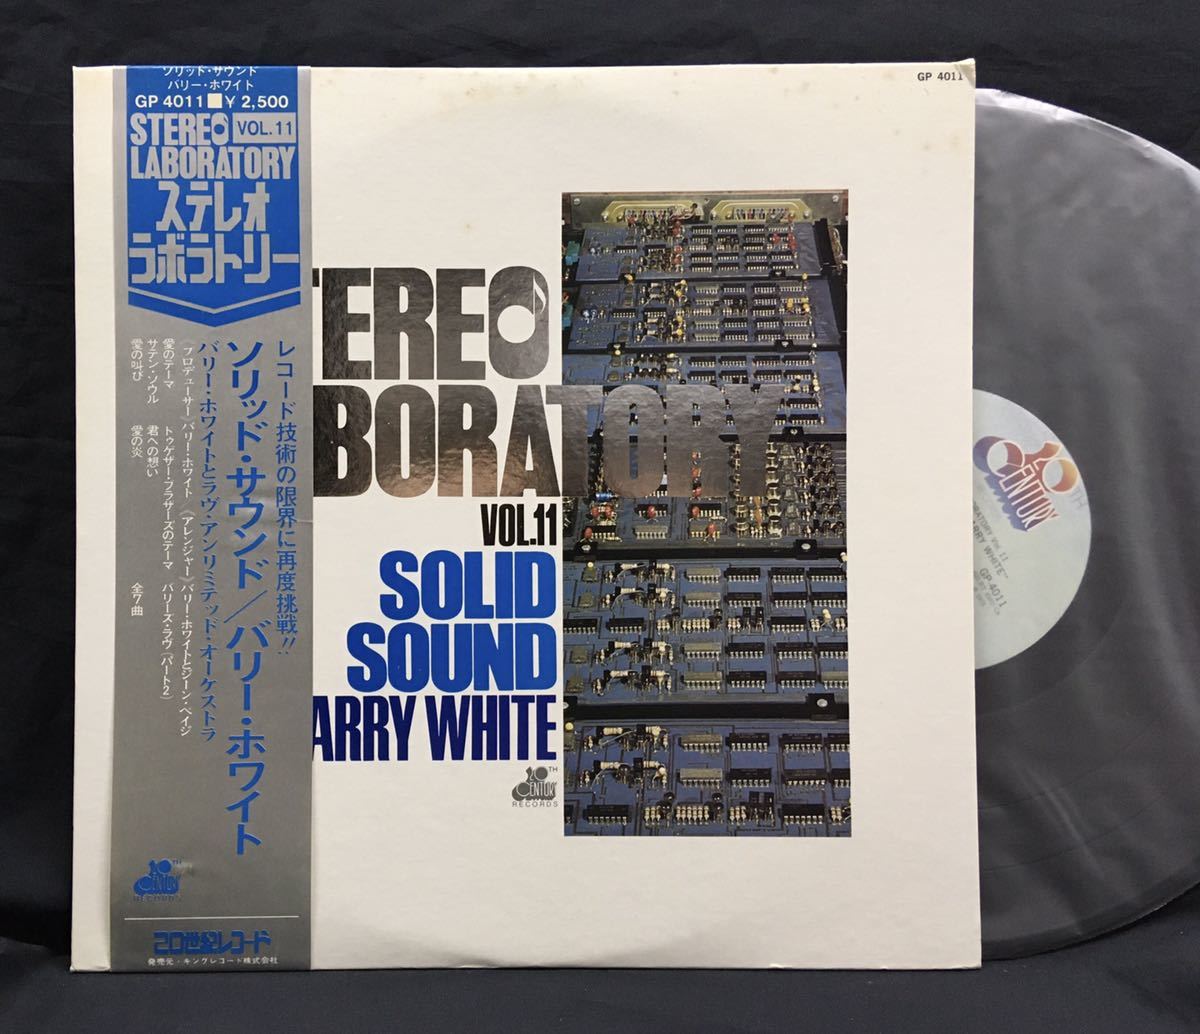 ソリッド・サウンド
バリー・ホワイト
GP 4011 ¥ 2,500
STEREO VOL.11
LABORATORY
ステレオ
ラボラトリー
レコード技術の限界に再度挑戦!!
ソリッド・サウンド/バリー・ホワイト
バリー・ホワイトとラヴ・アンリミテッド・オーケストラ
《プロデューサー》バリー・ホワイト 《アレンジャー》バリー・ホワイトとジーン・ペイジ
愛のテーマ トゥゲザー・ブラザーズのテーマ バリーズ・ラヴ(パート2)
サテン・ソウル 君への想い
愛の叫び 愛の炎 全7曲
20TH
CENTURY
RECORDS
20世紀レコード
発売元・キングレコード株式会社
GP 4011
TEREO
BORATORY
VOL.11
SOLID
SOUND
ARRY WHITE
20TH
CENTURY
RECORDS
20TH
CENTURY
ORATORY Vol. 11
ARRY WHITE"
GP-4011